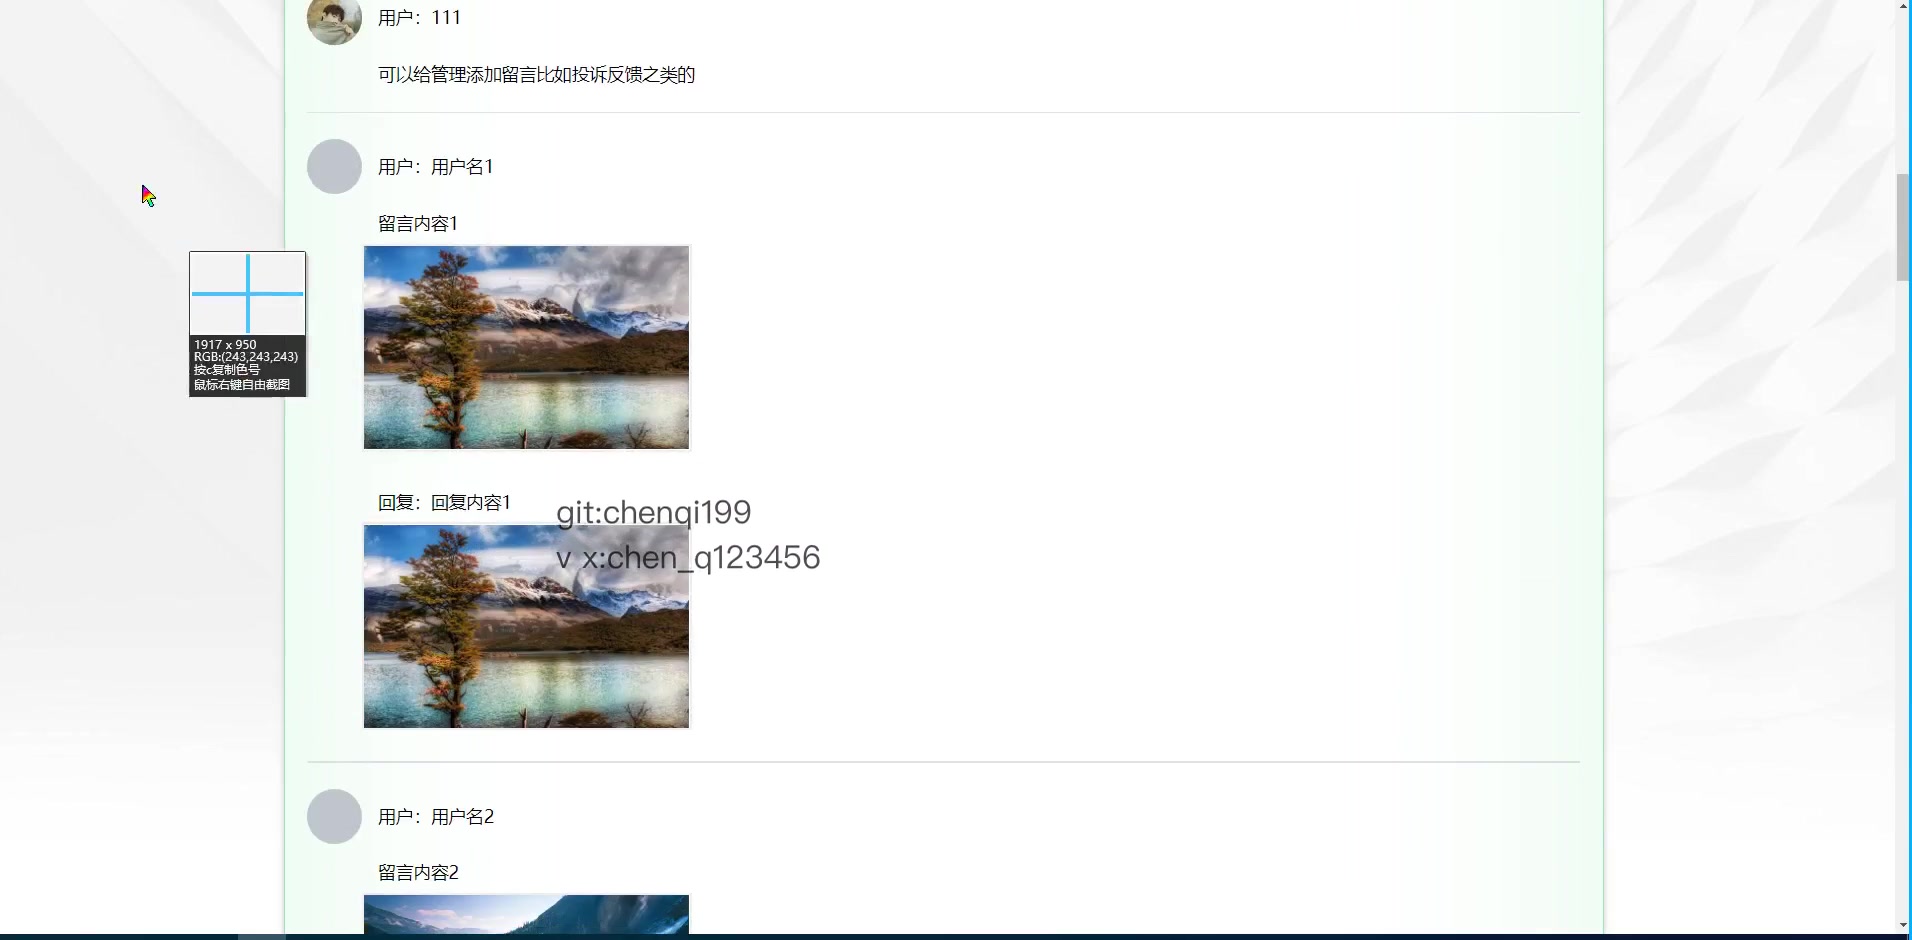 用户：111
可以给管理添加留言比如投诉反馈之类的
用户：用户名1
留言内容1
1917 x 950
RGB:(243,243,243)
按c复制色号
鼠标右键自由截图
回复：回复内容1
git:chenqi199
v x:chen_q123456
用户：用户名2
留言内容2